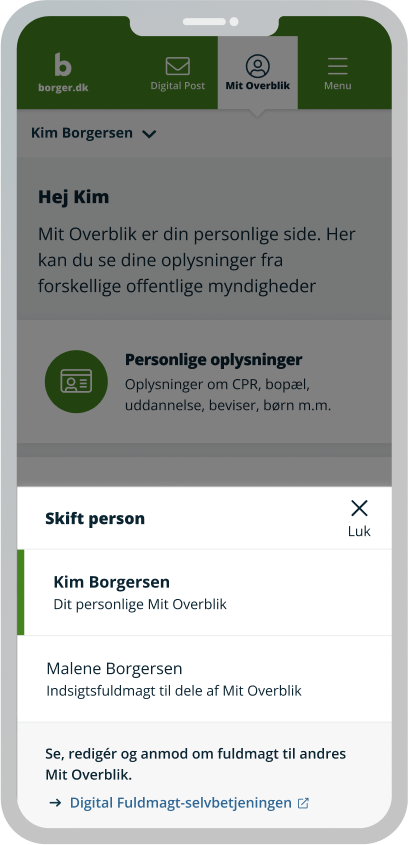 b
borger.dk
Digital Post
Mit Overblik
Menu
Kim Borgersen
Hej Kim
Mit Overblik er din personlige side. Her
kan du se dine oplysninger fra
forskellige offentlige myndigheder
Personlige oplysninger
Oplysninger om CPR, bopæl,
uddannelse, beviser, børn m.m.
Skift person
Luk
Kim Borgersen
Dit personlige Mit Overblik
Malene Borgersen
Indsigtsfuldmagt til dele af Mit Overblik
Se, redigér og anmod om fuldmagt til andres
Mit Overblik.
Digital Fuldmagt-selvbetjeningen